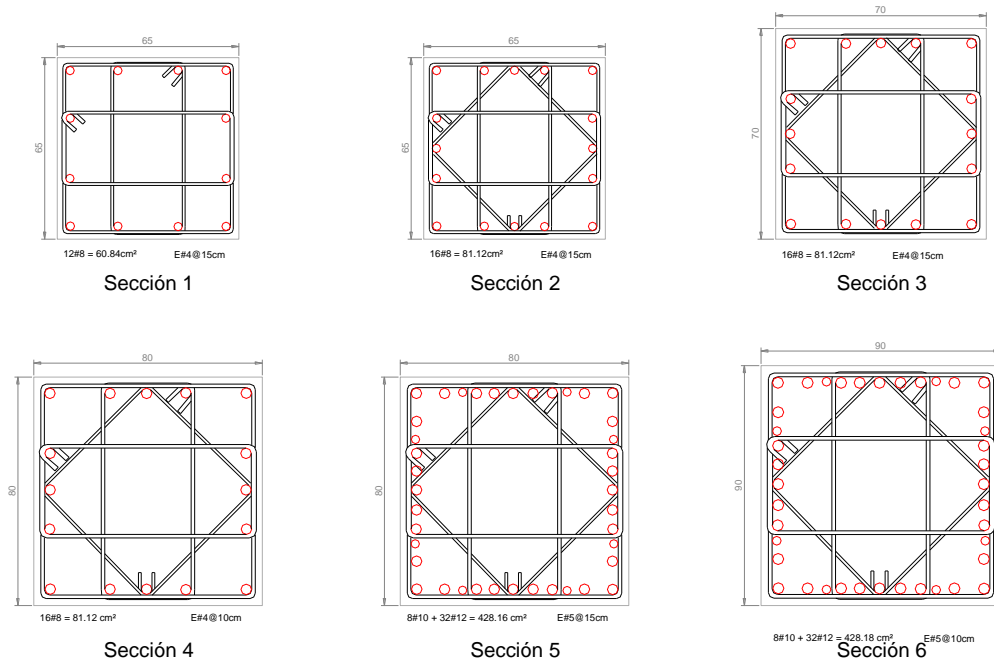 65
65
70
65
65
70
12#8 = 60.84cm² E#4@15cm
16#8 = 81.12cm² E#4@15cm
16#8 = 81.12cm² E#4@15cm
Sección 1
Sección 2
Sección 3
80
80
90
80
80
90
16#8 = 81.12 cm² E#4@10cm
8#10 + 32#12 = 428.16 cm² E#5@15cm
8#10 + 32#12 = 428.18 cm² E#5@10cm
Sección 4
Sección 5
Sección 6